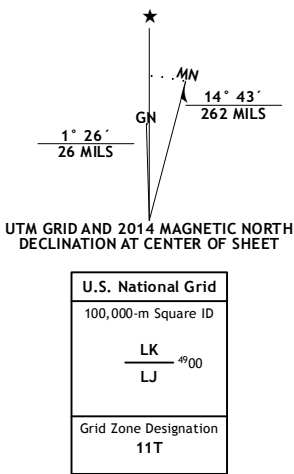 ★
MN
GN
14° 43´
262 MILS
1° 26´
26 MILS
UTM GRID AND 2014 MAGNETIC NORTH
DECLINATION AT CENTER OF SHEET
U.S. National Grid
100,000-m Square ID
LK
4900
LJ
Grid Zone Designation
11T